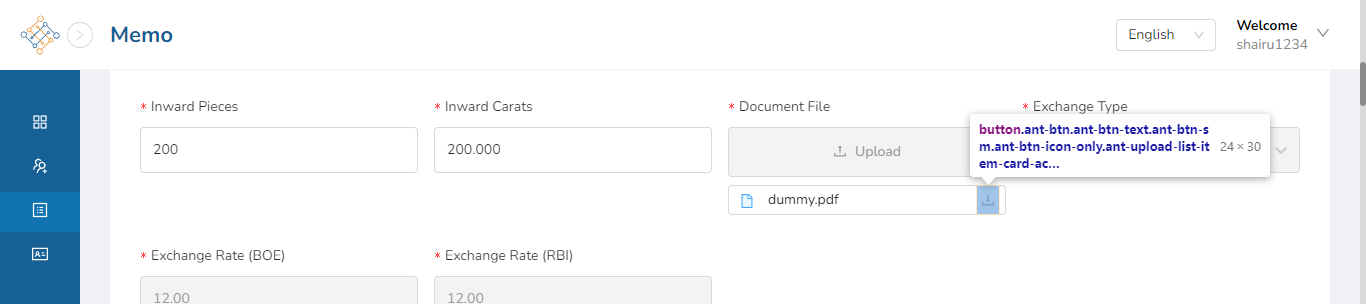 Memo
English
Welcome
shairu1234
* Inward Pieces
* Inward Carats
* Document File
* Exchange Type
200
200.000
Upload
button.ant-btn.ant-btn-text.ant-btn-s
m.ant-btn-icon-only.ant-upload-list-it
em-card-ac...
24 × 30
dummy.pdf
* Exchange Rate (BOE)
* Exchange Rate (RBI)
12.00
12.00